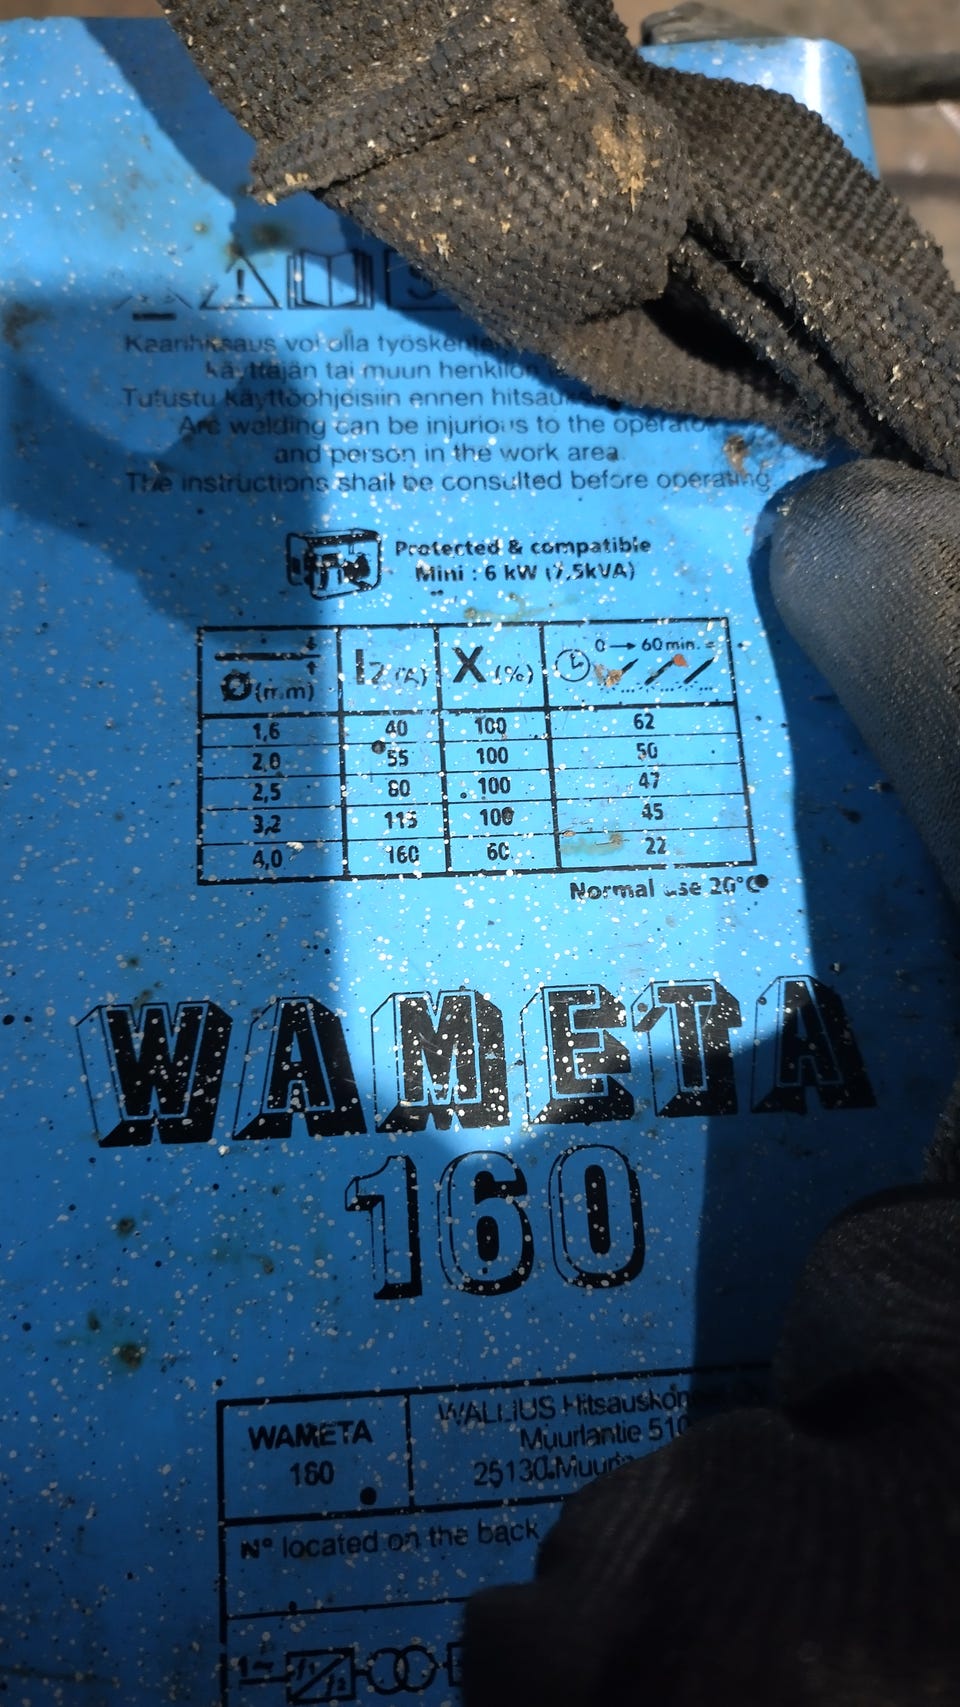 Kaarihitsaus voi olla työskente
käyttäjän tai muun henkilön
Tutustu käyttöohjeisiin ennen hitsau
Arc welding can be injurious to the operator
and person in the work area.
The instructions shall be consulted before operating.
Protected & compatible
Mini : 6 kW (7,5kVA)
Ø (mm) I2 (A) X (%) 0 → 60 min. =
1,6 40 100 62
2,0 55 100 50
2,5 80 100 47
3,2 115 100 45
4,0 160 60 22
Normal use 20°C
WAMETA
160
WAMETA
160
WALLIUS Hitsauskon
Muurlantie 510
25130 Muurla
N° located on the back
1~